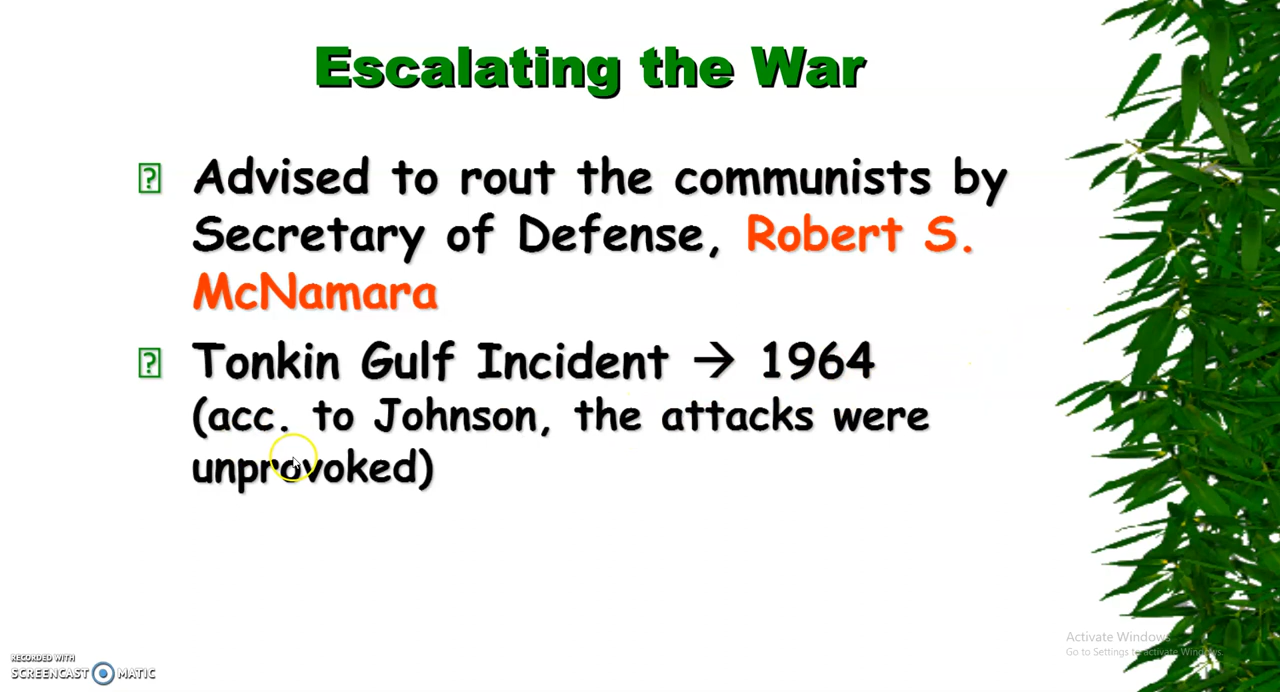 Escalating the War
Advised to rout the communists by
Secretary of Defense, Robert S.
McNamara
Tonkin Gulf Incident → 1964
(acc. to Johnson, the attacks were
unprovoked)
Activate Windows
Go to Settings to activate Windows.
RECORDED WITH
SCREENCAST MATIC